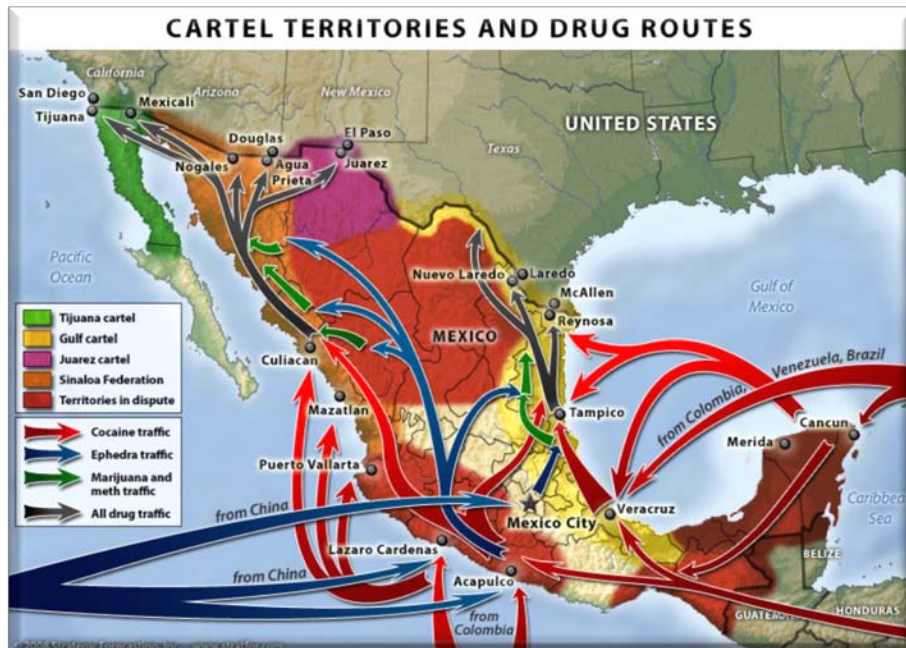 CARTEL TERRITORIES AND DRUG ROUTES
California
San Diego
Tijuana
Mexicali
Arizona
New Mexico
Nogales
Douglas
Agua
Prieta
El Paso
Juarez
UNITED STATES
Texas
Pacific
Ocean
Nuevo Laredo
Laredo
McAllen
Reynosa
Gulf of
Mexico
Tijuana cartel
Gulf cartel
Juarez cartel
Sinaloa Federation
Territories in dispute
MEXICO
Culiacan
Mazatlan
Tampico
from Colombia, Venezuela, Brazil
Cancun
Merida
Cocaine traffic
Ephedra traffic
Marijuana and
meth traffic
All drug traffic
Puerto Vallarta
from China
Mexico City
Veracruz
Caribbean
Sea
Lazaro Cardenas
from China
Acapulco
from
Colombia
BELIZE
GUATEMALA
HONDURAS